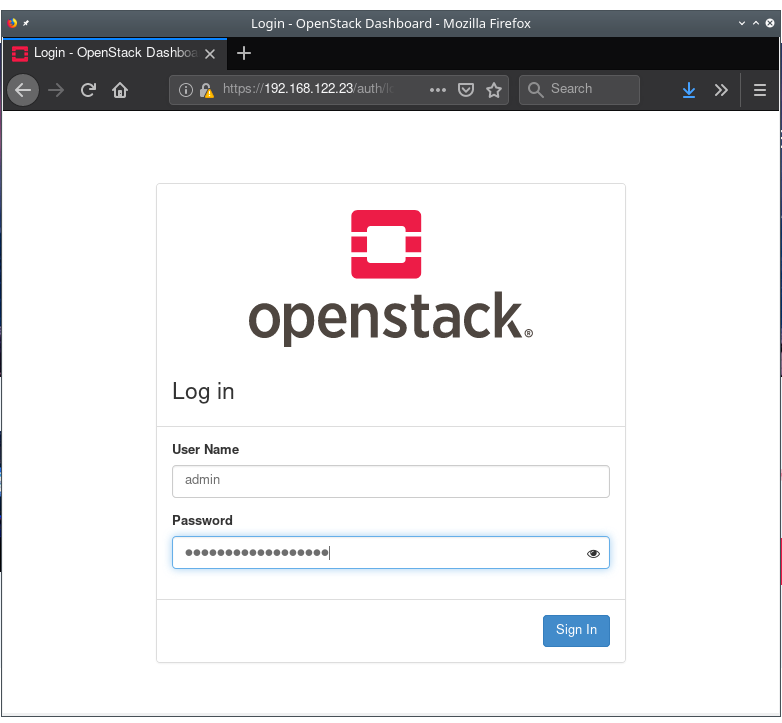 Login - OpenStack Dashboard - Mozilla Firefox
Login - OpenStack Dashboa
https://192.168.122.23/auth/l
Search
openstack®
Log in
User Name
admin
Password
Sign In